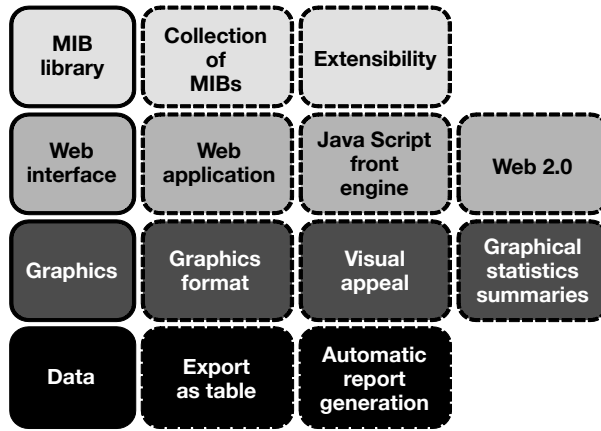 MIB
library
Collection
of
MIBs
Extensibility
Web
interface
Web
application
Java Script
front
engine
Web 2.0
Graphics
Graphics
format
Visual
appeal
Graphical
statistics
summaries
Data
Export
as table
Automatic
report
generation